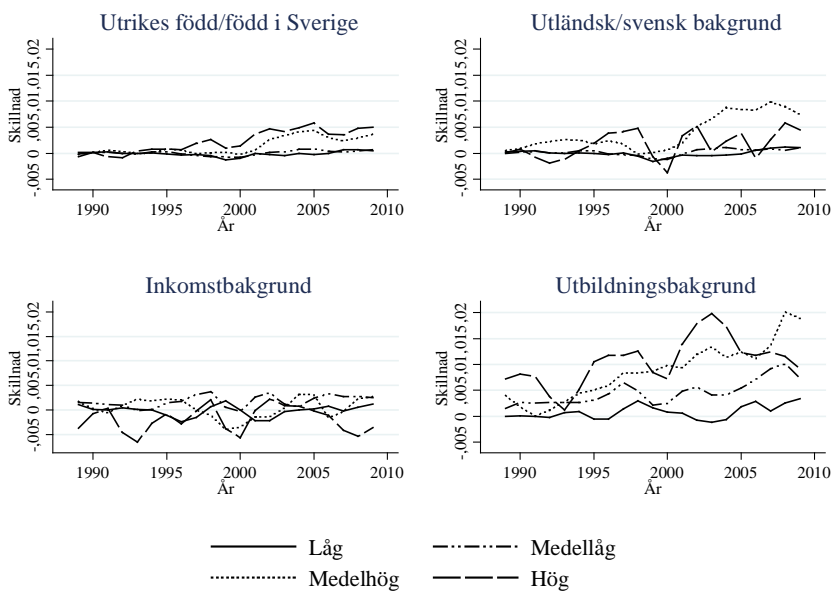 Utrikes född/född i Sverige
Skillnad
-,005 0 ,005,01,015,02
1990 1995 2000 2005 2010
År
Utländsk/svensk bakgrund
Skillnad
-,005 0 ,005,01,015,02
1990 1995 2000 2005 2010
År
Inkomstbakgrund
Skillnad
-,005 0 ,005,01,015,02
1990 1995 2000 2005 2010
År
Utbildningsbakgrund
Skillnad
-,005 0 ,005,01,015,02
1990 1995 2000 2005 2010
År
Låg
Medellåg
Medelhög
Hög